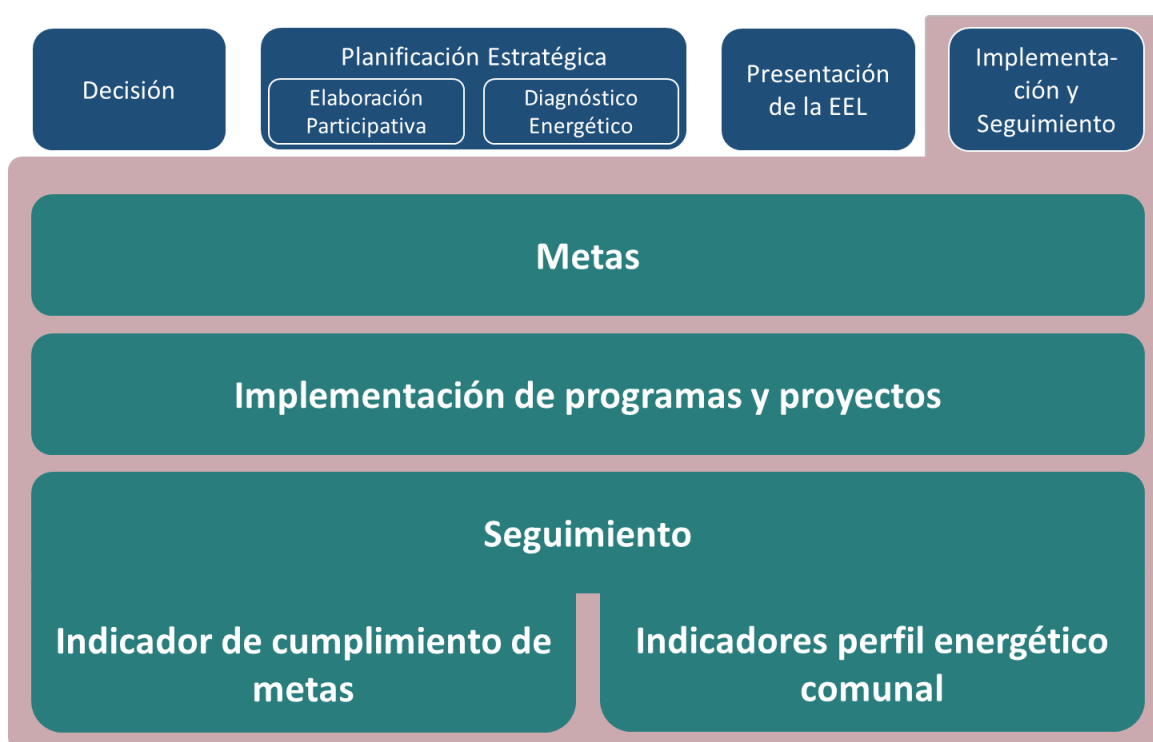 Decisión
Planificación Estratégica
Elaboración
Participativa
Diagnóstico
Energético
Presentación
de la EEL
Implementa-
ción y
Seguimiento
Metas
Implementación de programas y proyectos
Seguimiento
Indicador de cumplimiento de
metas
Indicadores perfil energético
comunal